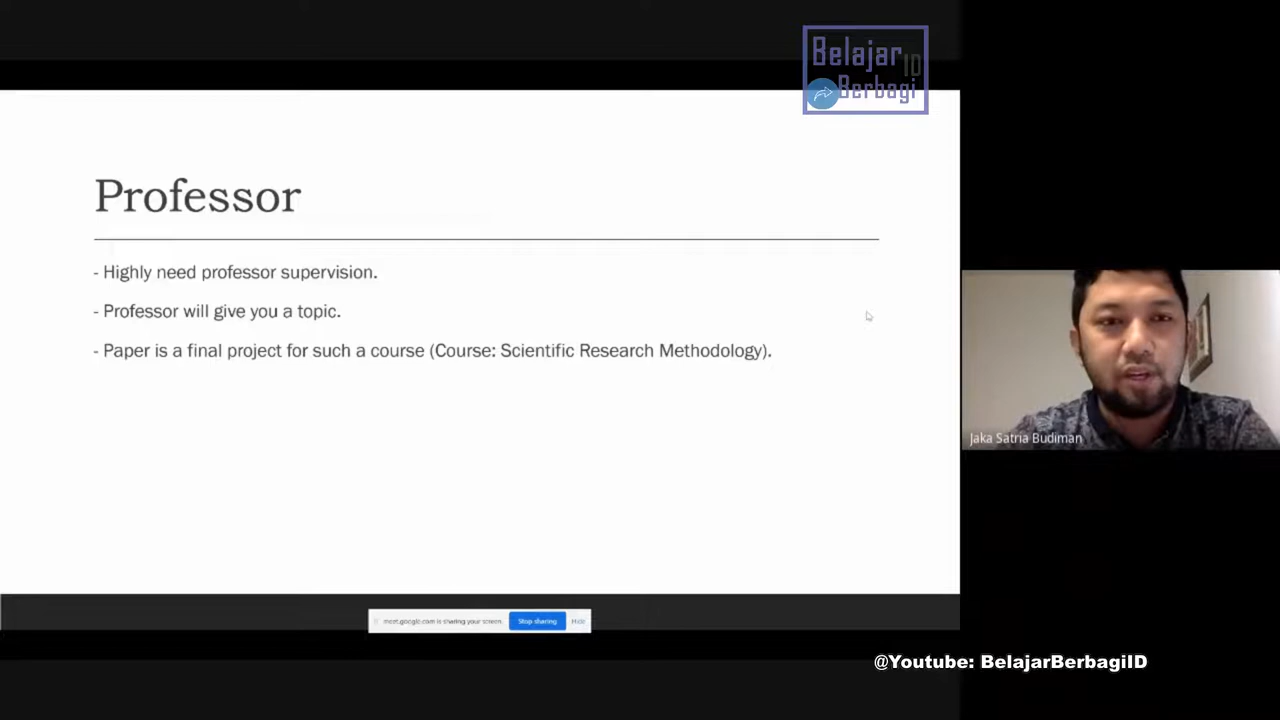 Belajar ID
Berbagi
Professor
- Highly need professor supervision.
- Professor will give you a topic.
- Paper is a final project for such a course (Course: Scientific Research Methodology).
Jaka Satria Budiman
meet.google.com is sharing your screen. Stop sharing Hide
@Youtube: BelajarBerbagiID